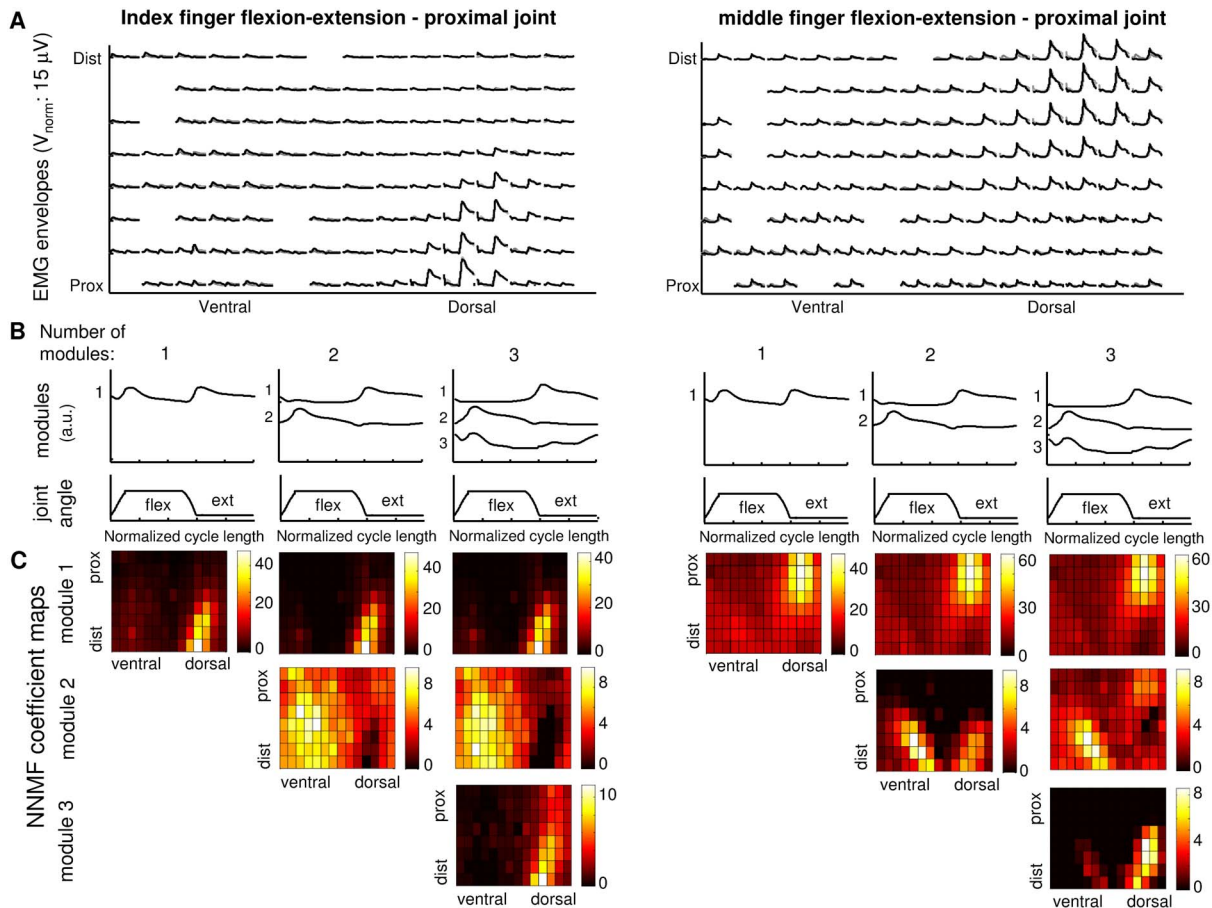 A
Index finger flexion-extension - proximal joint
middle finger flexion-extension - proximal joint
EMG envelopes (Vnorm: 15 µV)
Dist
Prox
Ventral
Dorsal
Dist
Prox
Ventral
Dorsal
B
Number of
modules:
1
2
3
1
2
3
modules
(a.u.)
1
1
2
1
2
3
1
1
2
1
2
3
joint
angle
flex
ext
flex
ext
flex
ext
flex
ext
flex
ext
flex
ext
Normalized cycle length
Normalized cycle length
Normalized cycle length
Normalized cycle length
Normalized cycle length
Normalized cycle length
C
NNMF coefficient maps
module 1
prox
dist
ventral
dorsal
40
20
0
40
20
0
40
20
0
prox
dist
ventral
dorsal
40
20
0
60
30
0
60
30
0
module 2
prox
dist
ventral
dorsal
8
4
0
8
4
0
prox
dist
ventral
dorsal
8
4
0
8
4
0
module 3
prox
dist
ventral
dorsal
10
5
0
prox
dist
ventral
dorsal
8
4
0